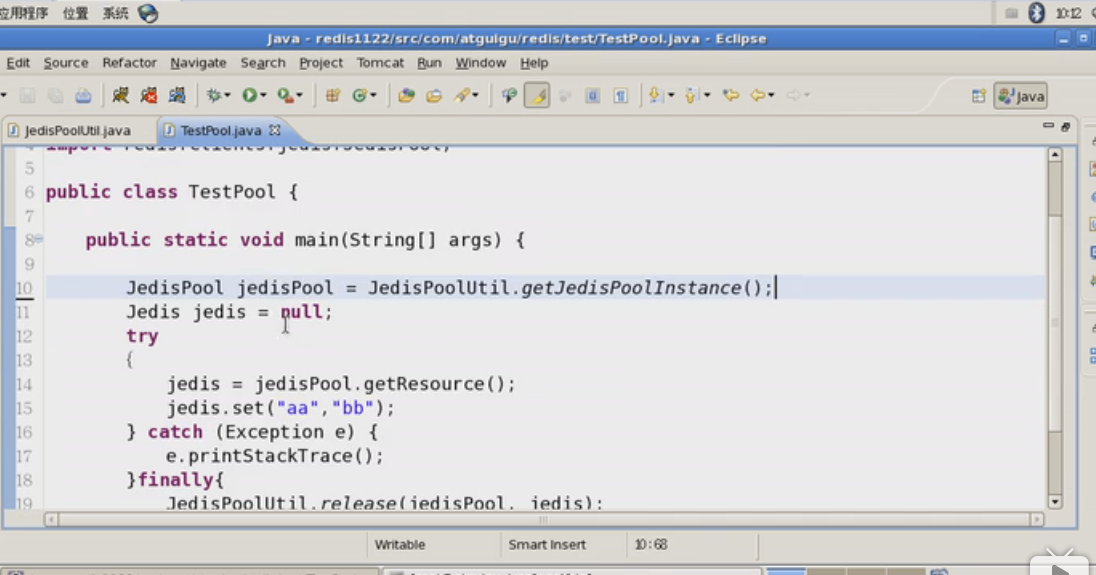 应用程序 位置 系统 10:12
Java - redis1122/src/com/atguigu/redis/test/TestPool.java - Eclipse
Edit Source Refactor Navigate Search Project Tomcat Run Window Help
Java
JedisPoolUtil.java TestPool.java
5
6 public class TestPool {
7
8 public static void main(String[] args) {
9
10 JedisPool jedisPool = JedisPoolUtil.getJedisPoolInstance();
11 Jedis jedis = null;
12 try
13 {
14 jedis = jedisPool.getResource();
15 jedis.set("aa","bb");
16 } catch (Exception e) {
17 e.printStackTrace();
18 }finally{
19 JedisPoolUtil.release(jedisPool, jedis);
Writable Smart Insert 10:68